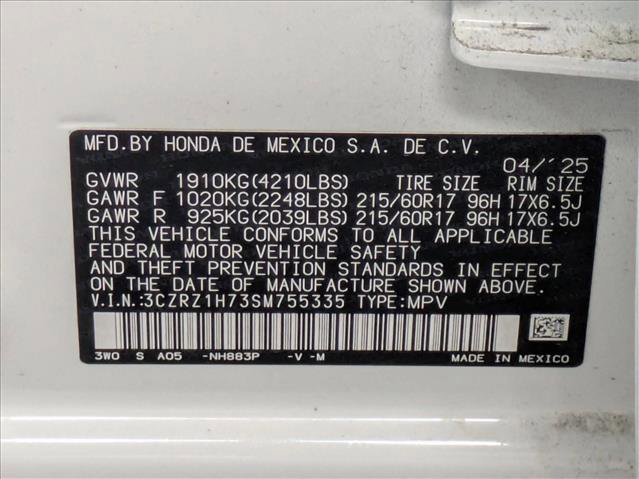 MFD.BY HONDA DE MEXICO S.A. DE C.V.
04/'25
GVWR 1910KG(4210LBS) TIRE SIZE RIM SIZE
GAWR F 1020KG(2248LBS) 215/60R17 96H 17X6.5J
GAWR R 925KG(2039LBS) 215/60R17 96H 17X6.5J
THIS VEHICLE CONFORMS TO ALL APPLICABLE
FEDERAL MOTOR VEHICLE SAFETY
AND THEFT PREVENTION STANDARDS IN EFFECT
ON THE DATE OF MANUFACTURE SHOWN ABOVE.
V.I.N.:3CZRZ1H73SM755335 TYPE:MPV
3W0 S A05 -NH883P -V -M MADE IN MEXICO